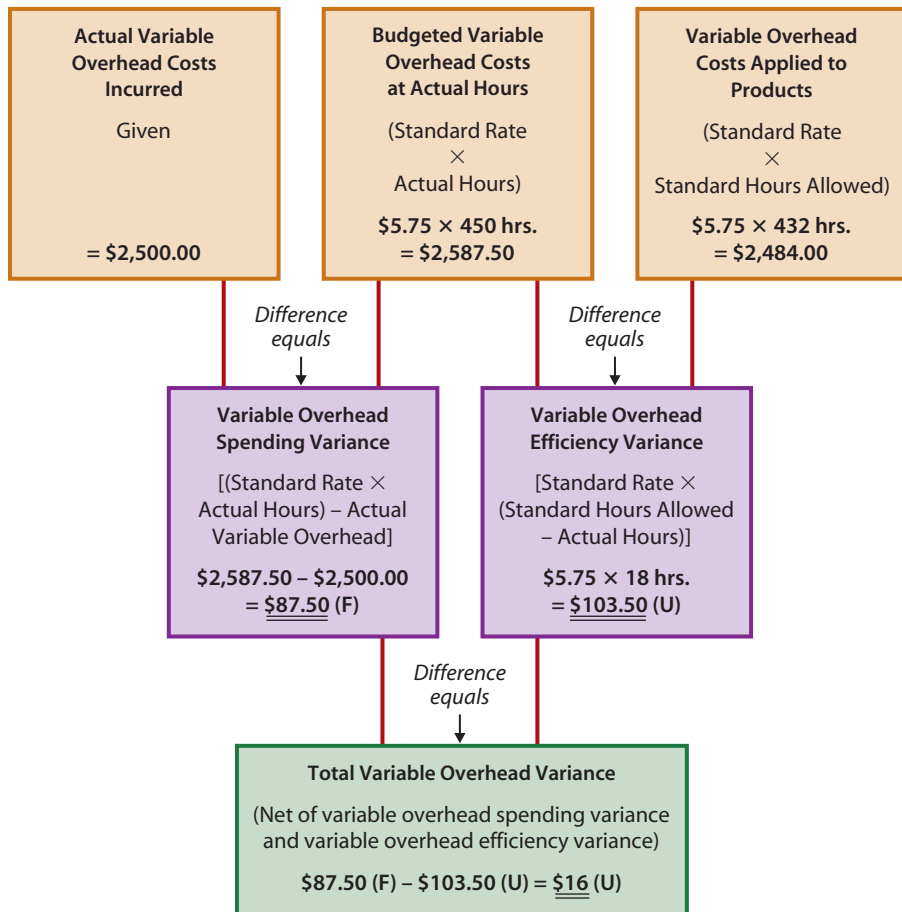 Actual Variable
Overhead Costs
Incurred
Given
= $2,500.00
Budgeted Variable
Overhead Costs
at Actual Hours
(Standard Rate
×
Actual Hours)
$5.75 × 450 hrs.
= $2,587.50
Variable Overhead
Costs Applied to
Products
(Standard Rate
×
Standard Hours Allowed)
$5.75 × 432 hrs.
= $2,484.00
Difference
equals
Difference
equals
Variable Overhead
Spending Variance
[(Standard Rate ×
Actual Hours) – Actual
Variable Overhead]
$2,587.50 – $2,500.00
= $87.50 (F)
Variable Overhead
Efficiency Variance
[Standard Rate ×
(Standard Hours Allowed
– Actual Hours)]
$5.75 × 18 hrs.
= $103.50 (U)
Difference
equals
Total Variable Overhead Variance
(Net of variable overhead spending variance
and variable overhead efficiency variance)
$87.50 (F) – $103.50 (U) = $16 (U)